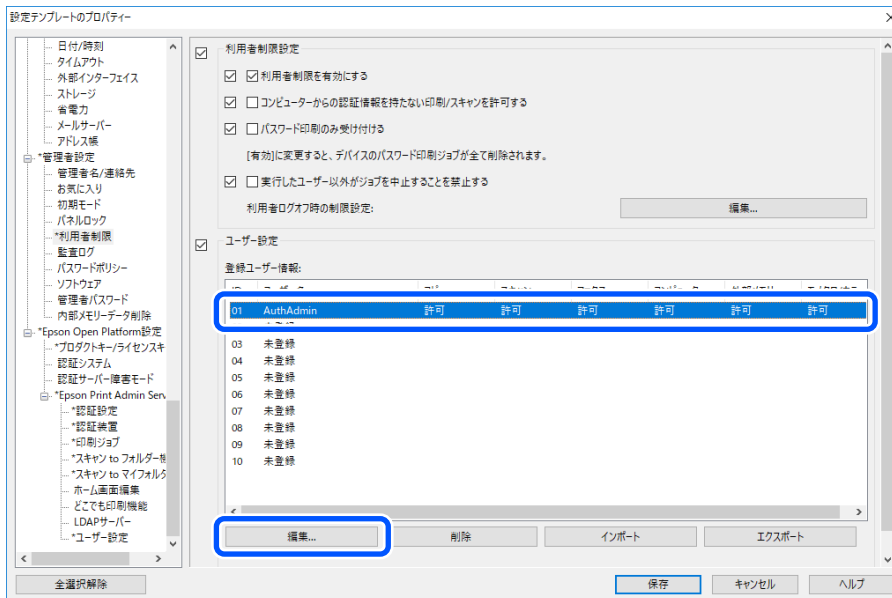 設定テンプレートのプロパティー
日付/時刻
タイムアウト
外部インターフェイス
ストレージ
省電力
メールサーバー
アドレス帳
*管理者設定
管理者名/連絡先
お気に入り
初期モード
パネルロック
*利用者制限
監査ログ
パスワードポリシー
ソフトウェア
管理者パスワード
内部メモリーデータ削除
*Epson Open Platform設定
*プロダクトキー/ライセンスキ
認証システム
認証サーバー障害モード
*Epson Print Admin Serv
*認証設定
*認証装置
*印刷ジョブ
*スキャン to フォルダー機
*スキャン to マイフォルダ
ホーム画面編集
どこでも印刷機能
LDAPサーバー
*ユーザー設定
全選択解除
利用者制限設定
利用者制限を有効にする
コンピューターからの認証情報を持たない印刷/スキャンを許可する
パスワード印刷のみ受け付ける
[有効]に変更すると、デバイスのパスワード印刷ジョブが全て削除されます。
実行したユーザー以外がジョブを中止することを禁止する
利用者ログオフ時の制限設定: 編集...
ユーザー設定
登録ユーザー情報:
01 AuthAdmin 許可 許可 許可 許可 許可 許可
03 未登録
04 未登録
05 未登録
06 未登録
07 未登録
08 未登録
09 未登録
10 未登録
編集... 削除 インポート エクスポート
保存 キャンセル ヘルプ